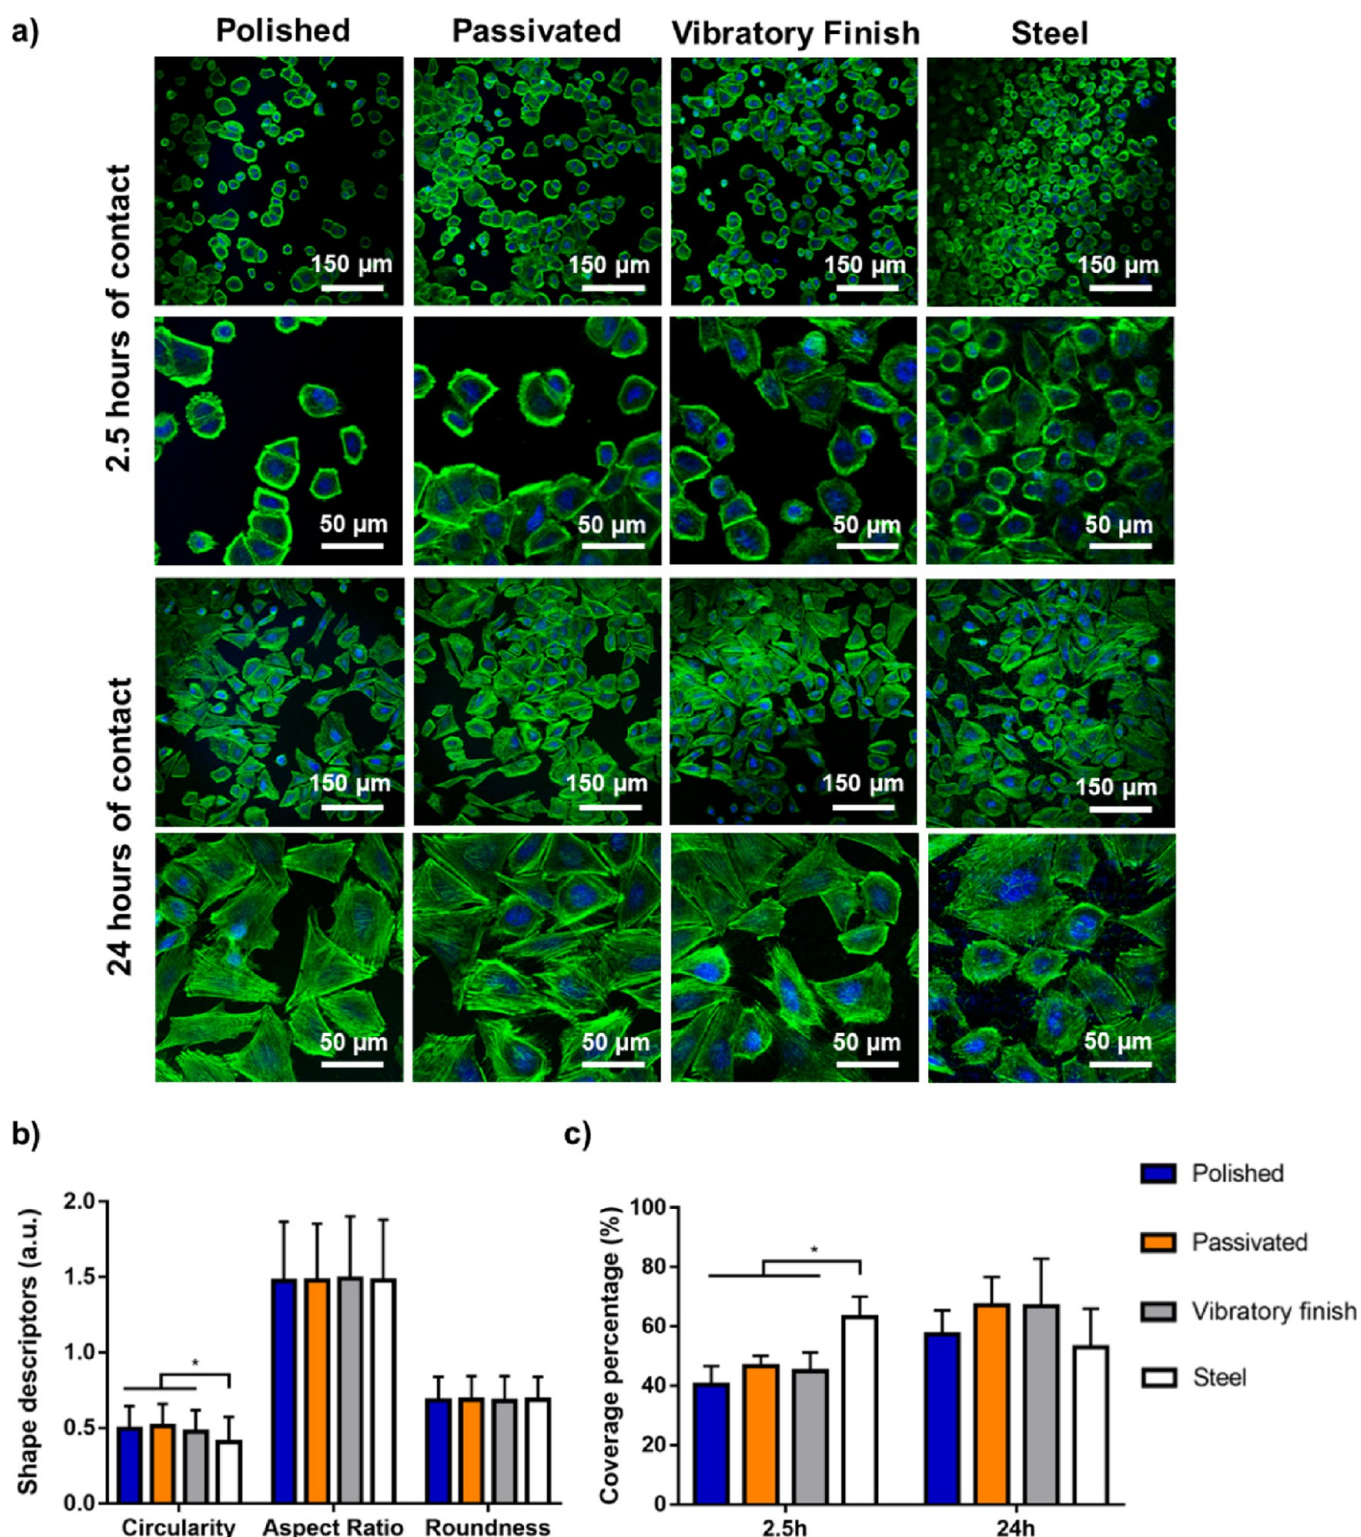 a)
Polished Passivated Vibratory Finish Steel
2.5 hours of contact
150 µm 150 µm 150 µm 150 µm
50 µm 50 µm 50 µm 50 µm
24 hours of contact
150 µm 150 µm 150 µm 150 µm
50 µm 50 µm 50 µm 50 µm
b)
Shape descriptors (a.u.)
2.0
1.5
1.0
0.5
0.0
*
Circularity Aspect Ratio Roundness
c)
Coverage percentage (%)
100
80
60
40
20
0
*
2.5h 24h
Polished
Passivated
Vibratory finish
Steel